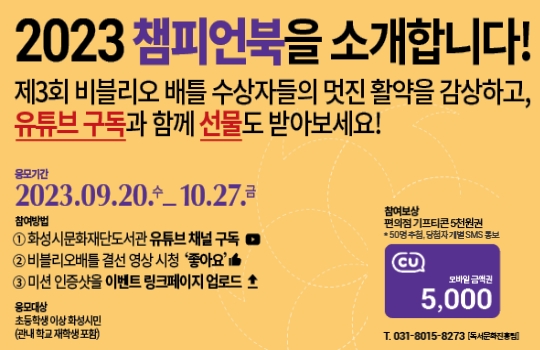 2023 챔피언북을 소개합니다!
제3회 비블리오 배틀 수상자들의 멋진 활약을 감상하고,
유튜브 구독과 함께 선물도 받아보세요!
응모기간
2023.09.20.수_10.27.금
참여방법
① 화성시문화재단도서관 유튜브 채널 구독
② 비블리오배틀 결선 영상 시청 ‘좋아요’
③ 미션 인증샷을 이벤트 링크페이지 업로드
응모대상
초등학생 이상 화성시민
(관내 학교 재학생 포함)
참여보상
편의점 기프티콘 5천원권
* 50명 추첨, 당첨자 개별 SMS 통보
CU
모바일 금액권
5,000
T. 031-8015-8273 [독서문화진흥팀]